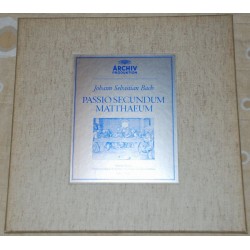 ARCHIV
PRODUKTION
Johann Sebastian Bach
PASSIO SECUNDUM
MATTHAEUM